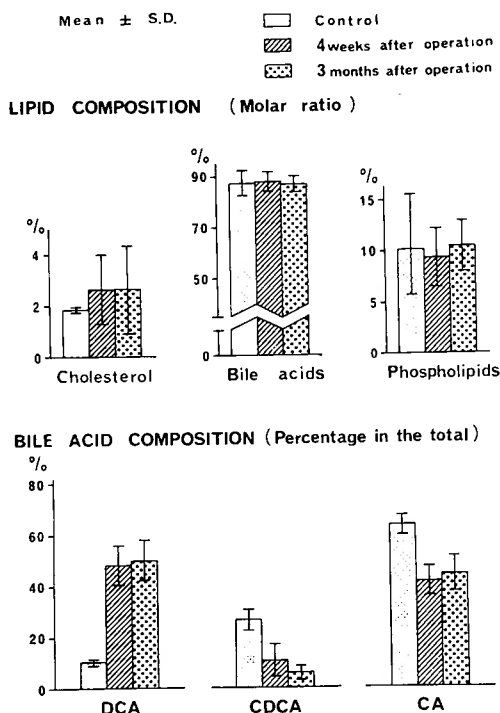 Mean ± S.D.
Control
4 weeks after operation
3 months after operation
LIPID COMPOSITION (Molar ratio)
%
4
2
0
Cholesterol
%
90
70
50
0
Bile acids
%
15
10
5
0
Phospholipids
BILE ACID COMPOSITION (Percentage in the total)
%
80
60
40
20
0
DCA
CDCA
CA